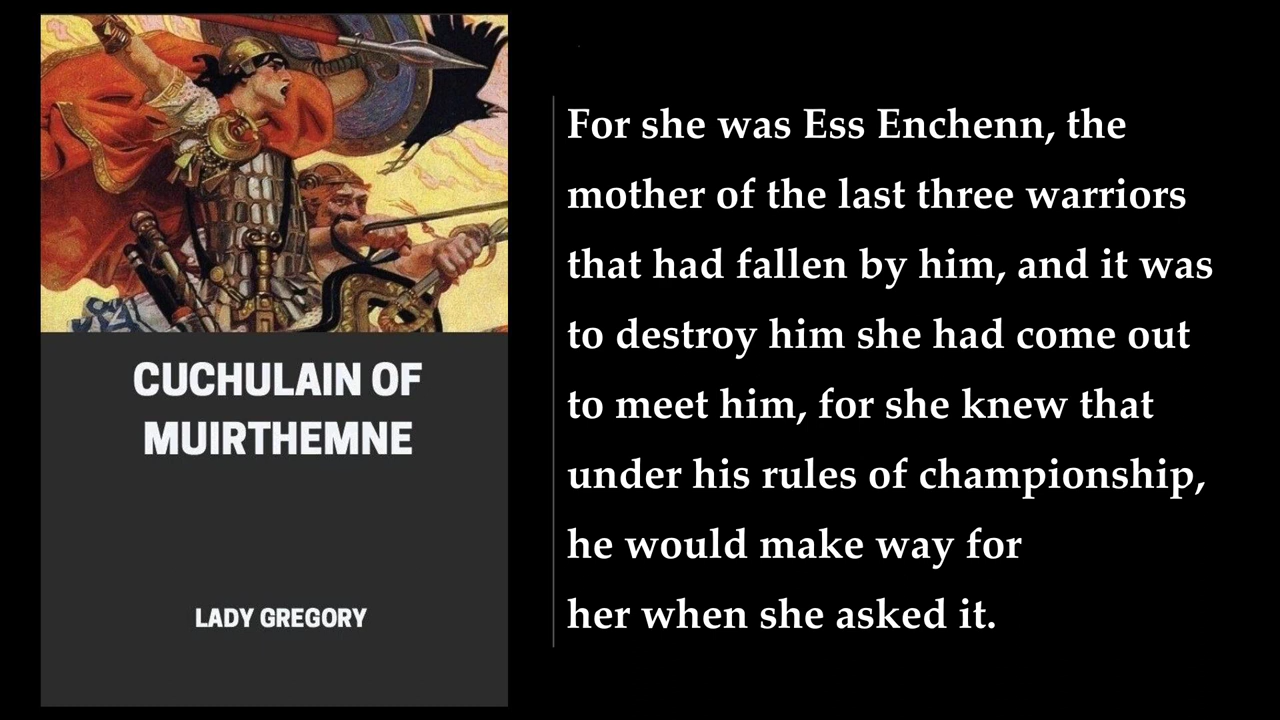 CUCHULAIN OF
MUIRTHEMNE
LADY GREGORY
For she was Ess Enchenn, the
mother of the last three warriors
that had fallen by him, and it was
to destroy him she had come out
to meet him, for she knew that
under his rules of championship,
he would make way for
her when she asked it.